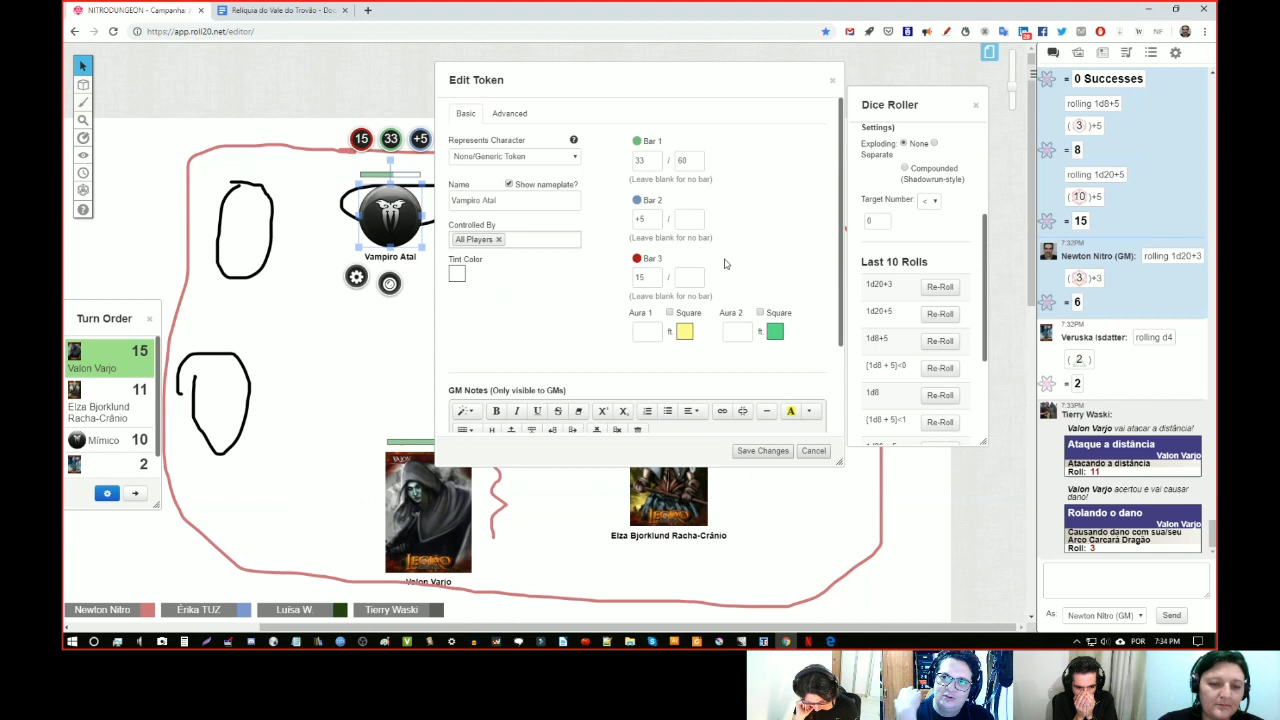 NITRODUNGEON - Campanha: × Relíquia do Vale do Trovão - Doc × +
https://app.roll20.net/editor/
Edit Token ×
Basic Advanced
Represents Character
None/Generic Token
Name Show nameplate?
Vampiro Atal
Controlled By
All Players ×
Tint Color
Bar 1
33 / 60
(Leave blank for no bar)
Bar 2
+5 /
(Leave blank for no bar)
Bar 3
15 /
(Leave blank for no bar)
Aura 1 Square Aura 2 Square
ft. ft.
GM Notes (Only visible to GMs)
Save Changes Cancel
15 33 +5
Vampiro Atal
Turn Order ×
15
Valon Varjo
11
Elza Bjorklund
Racha-Crânio
Mímico 10
2
VALON
LEGIÃO
Valon Varjo
LEGIÃO
Elza Bjorklund Racha-Crânio
Newton Nitro Érika TUZ Luísa W. Tierry Waski
Dice Roller ×
Settings)
Exploding: None
Separate
Compounded
(Shadowrun-style)
Target Number: <
0
Last 10 Rolls
1d20+3 Re-Roll
1d20+5 Re-Roll
1d8+5 Re-Roll
[1d8 + 5]<0 Re-Roll
1d8 Re-Roll
[1d8 + 5]<1 Re-Roll
= 0 Successes
rolling 1d8+5
(3)+5
= 8
rolling 1d20+5
(10)+5
= 15
7:32PM
Newton Nitro (GM): rolling 1d20+3
(3)+3
= 6
7:32PM
Veruska Isdatter: rolling d4
(2)
= 2
7:33PM
Tierry Waski:
Valon Varjo vai atacar a distância!
Ataque a distância
Valon Varjo
Atacando a distância
Roll: 11
Valon Varjo acertou e vai causar
dano!
Rolando o dano
Valon Varjo
Causando dano com sua/seu
Arco Carcará Dragão
Roll: 3
As: Newton Nitro (GM) Send
POR 7:34 PM